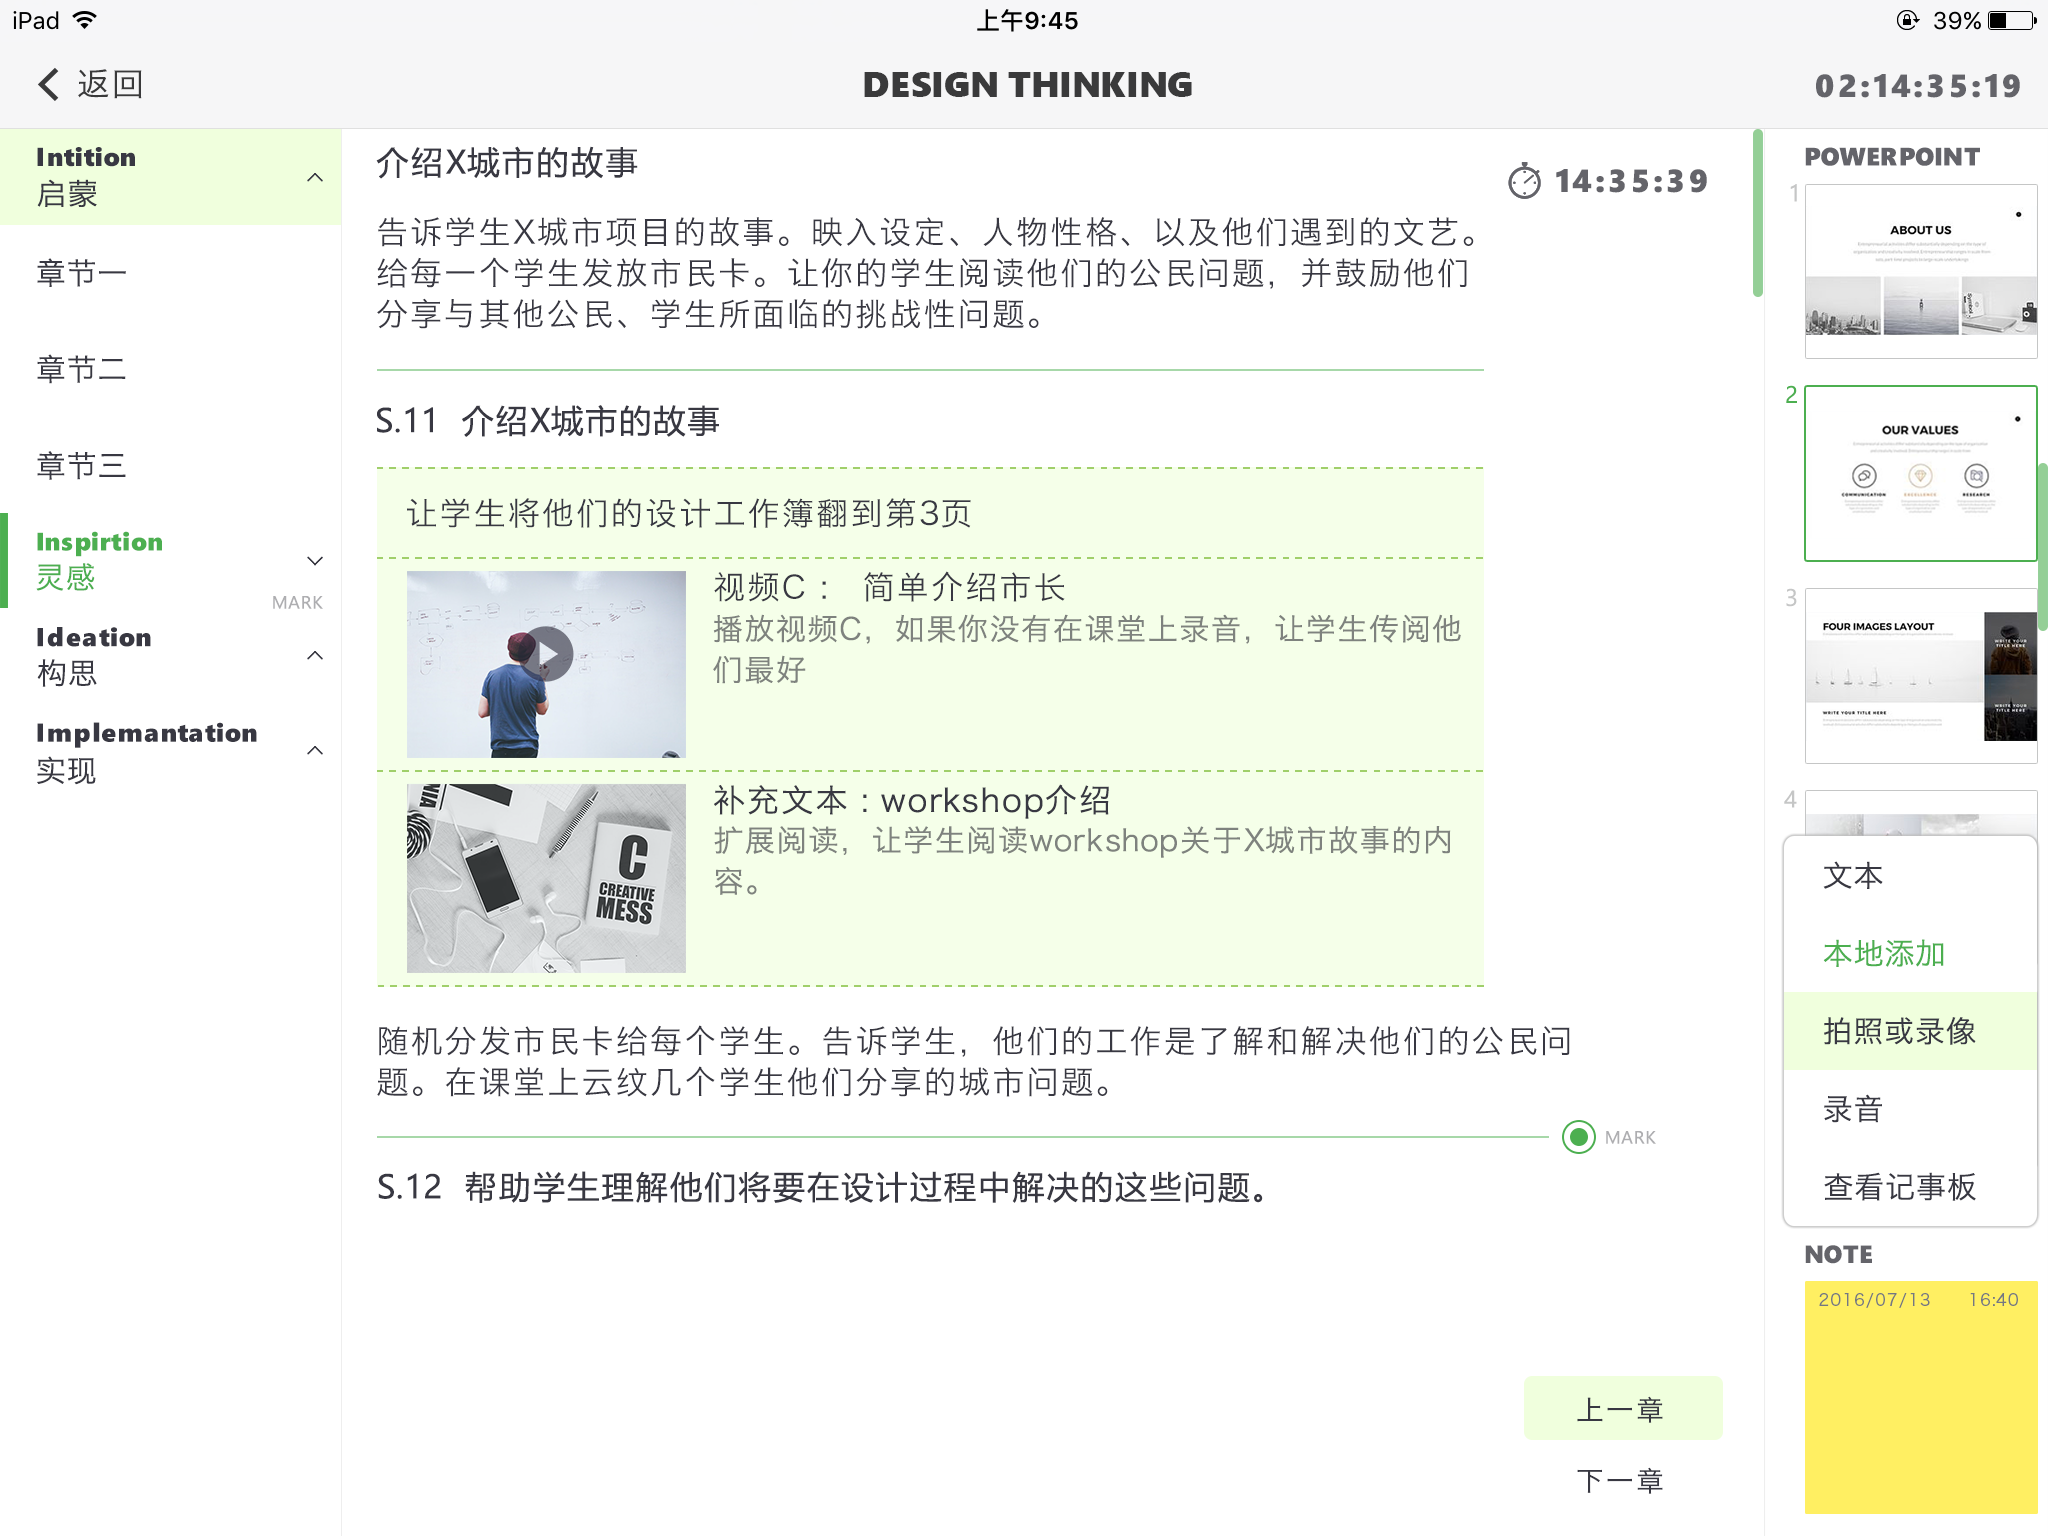 iPad
上午9:45
39%
返回
DESIGN THINKING
02:14:35:19
Intition
启蒙
章节一
章节二
章节三
Inspirtion
灵感
MARK
Ideation
构思
Implemantation
实现
介绍X城市的故事
14:35:39
告诉学生X城市项目的故事。映入设定、人物性格、以及他们遇到的文艺。
给每一个学生发放市民卡。让你的学生阅读他们的公民问题，并鼓励他们
分享与其他公民、学生所面临的挑战性问题。
S.11 介绍X城市的故事
让学生将他们的设计工作簿翻到第3页
视频C： 简单介绍市长
播放视频C，如果你没有在课堂上录音，让学生传阅他
们最好
补充文本：workshop介绍
扩展阅读，让学生阅读workshop关于X城市故事的内
容。
C
CREATIVE
MESS
随机分发市民卡给每个学生。告诉学生，他们的工作是了解和解决他们的公民问
题。在课堂上云纹几个学生他们分享的城市问题。
MARK
S.12 帮助学生理解他们将要在设计过程中解决的这些问题。
上一章
下一章
POWERPOINT
1
ABOUT US
2
OUR VALUES
COMMUNICATION
EXCELLENCE
RESEARCH
3
FOUR IMAGES LAYOUT
WRITE YOUR
TITLE HERE
WRITE YOUR
TITLE HERE
WRITE YOUR TITLE HERE
4
文本
本地添加
拍照或录像
录音
查看记事板
NOTE
2016/07/13 16:40